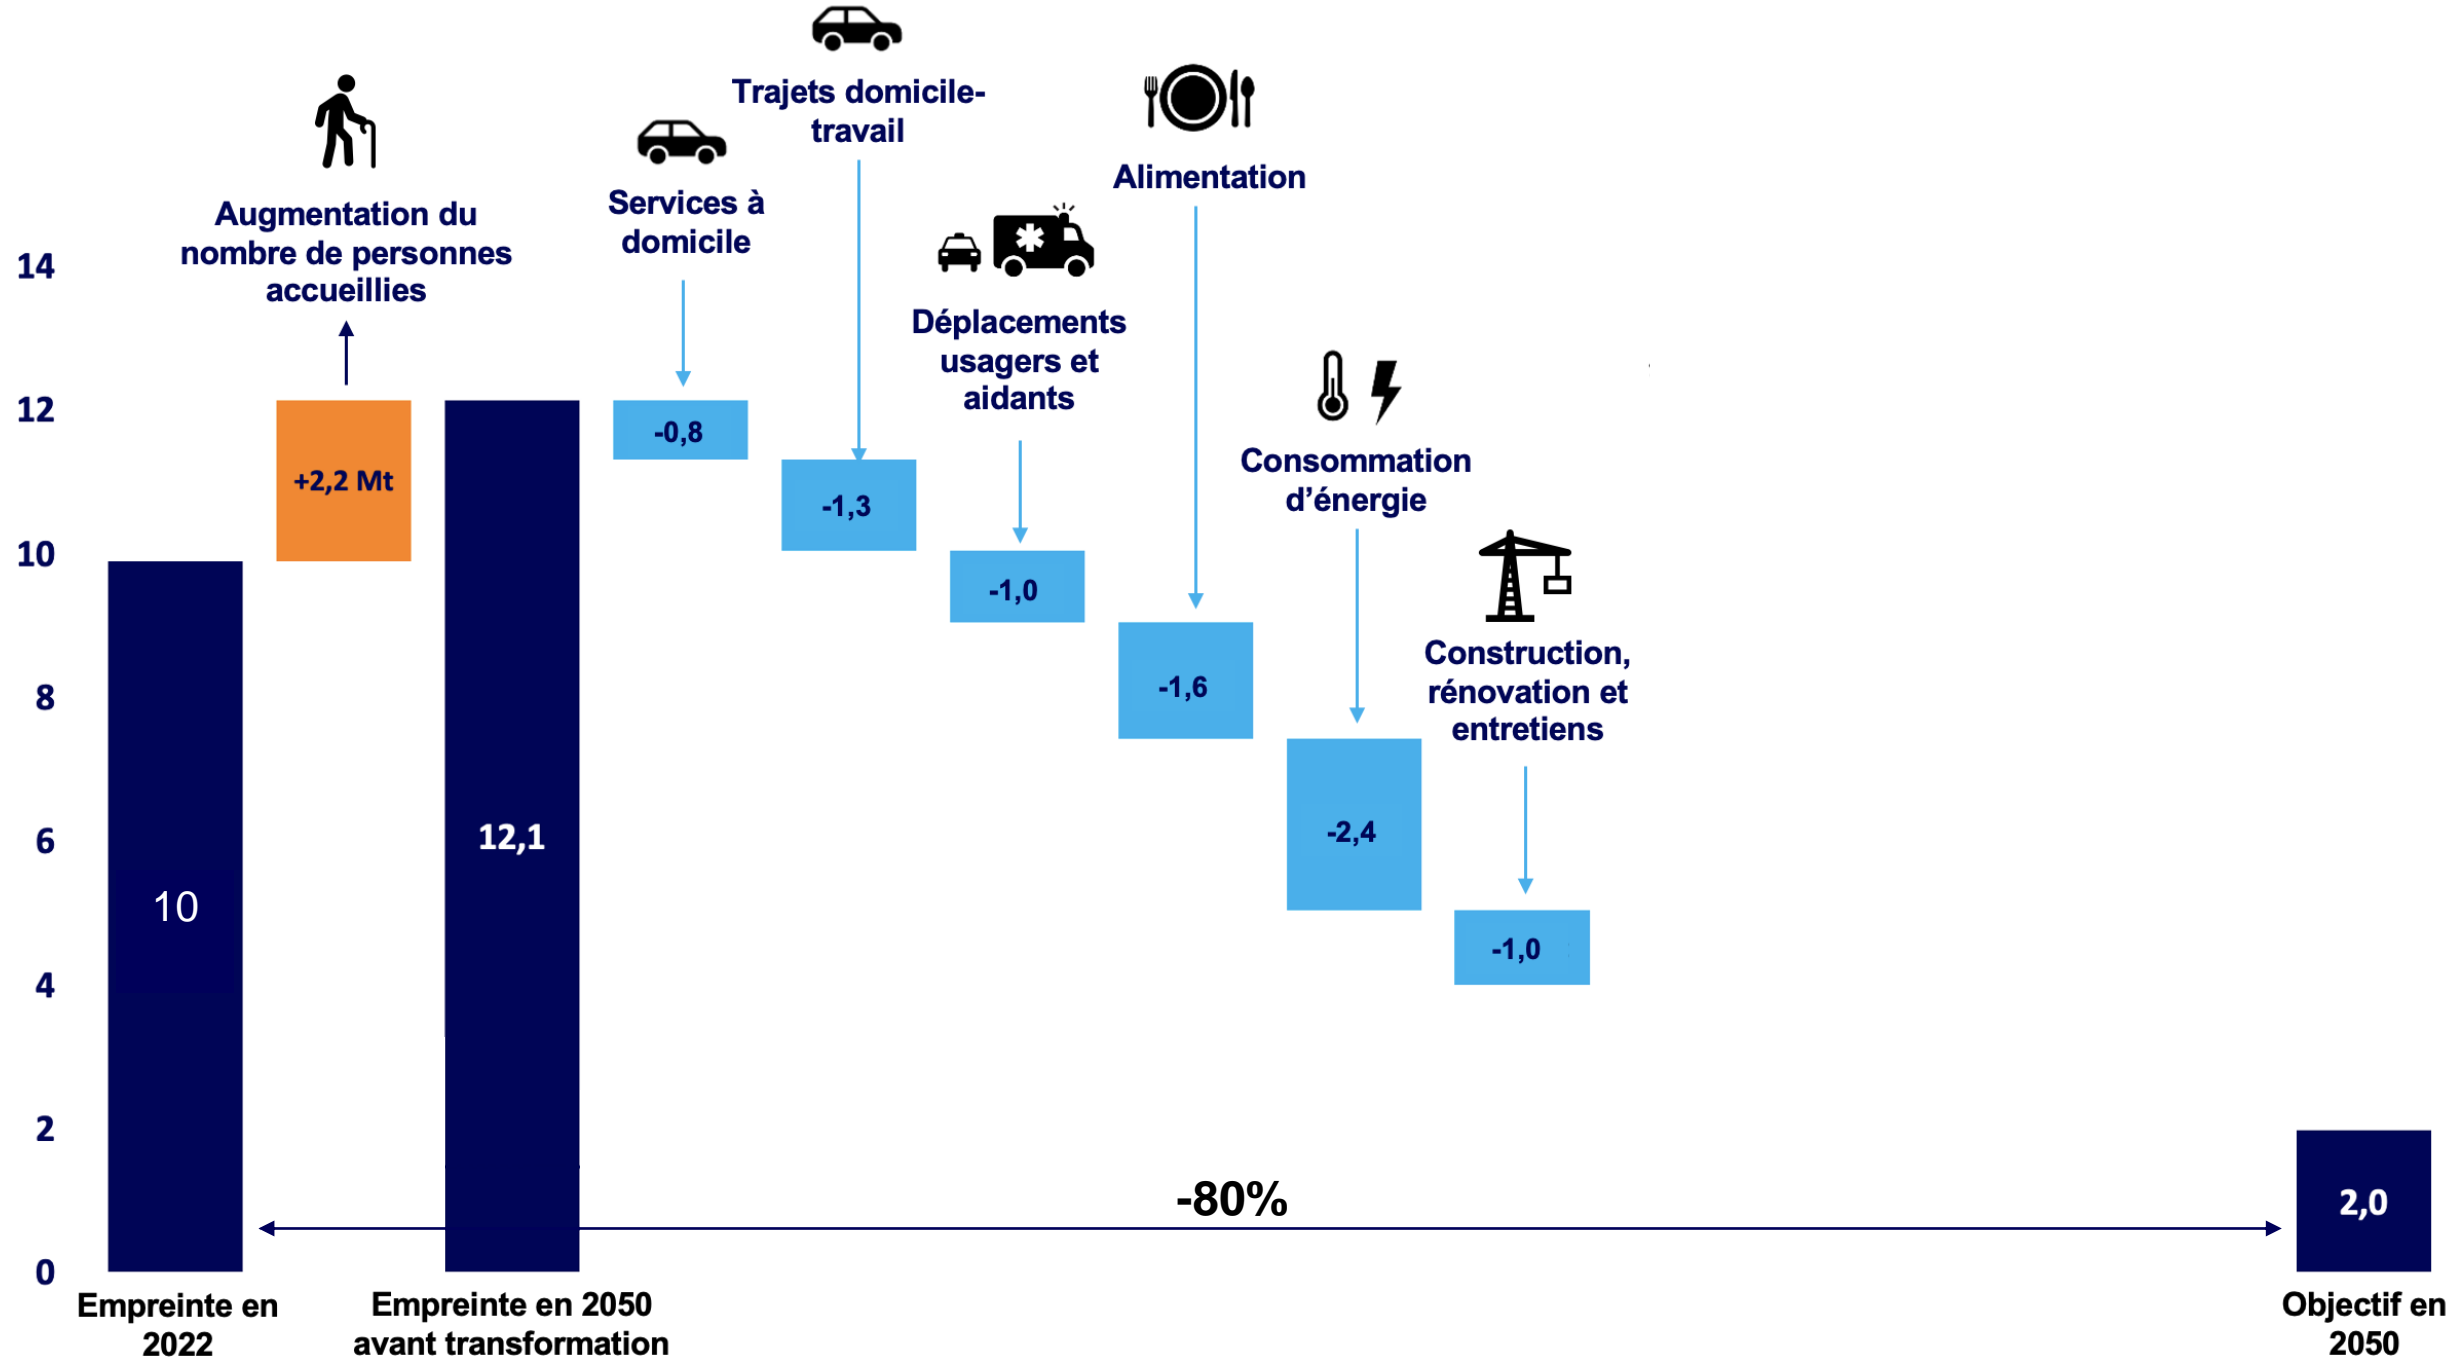 Trajets domicile-
travail
Alimentation
Services à
domicile
Augmentation du
nombre de personnes
accueillies
Déplacements
usagers et
aidants
Consommation
d’énergie
Construction,
rénovation et
entretiens
14
12
10
8
6
4
2
0
10
+2,2 Mt
12,1
-0,8
-1,3
-1,0
-1,6
-2,4
-1,0
-80%
2,0
Empreinte en
2022
Empreinte en 2050
avant transformation
Objectif en
2050